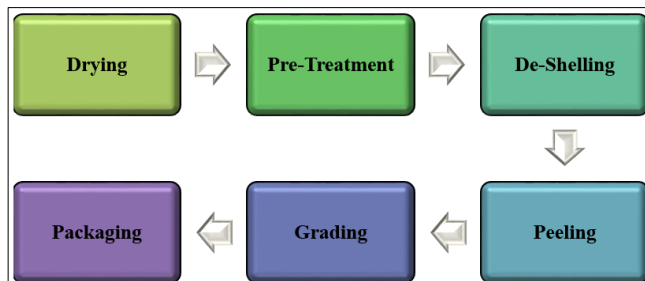 Drying
Pre-Treatment
De-Shelling
Peeling
Grading
Packaging